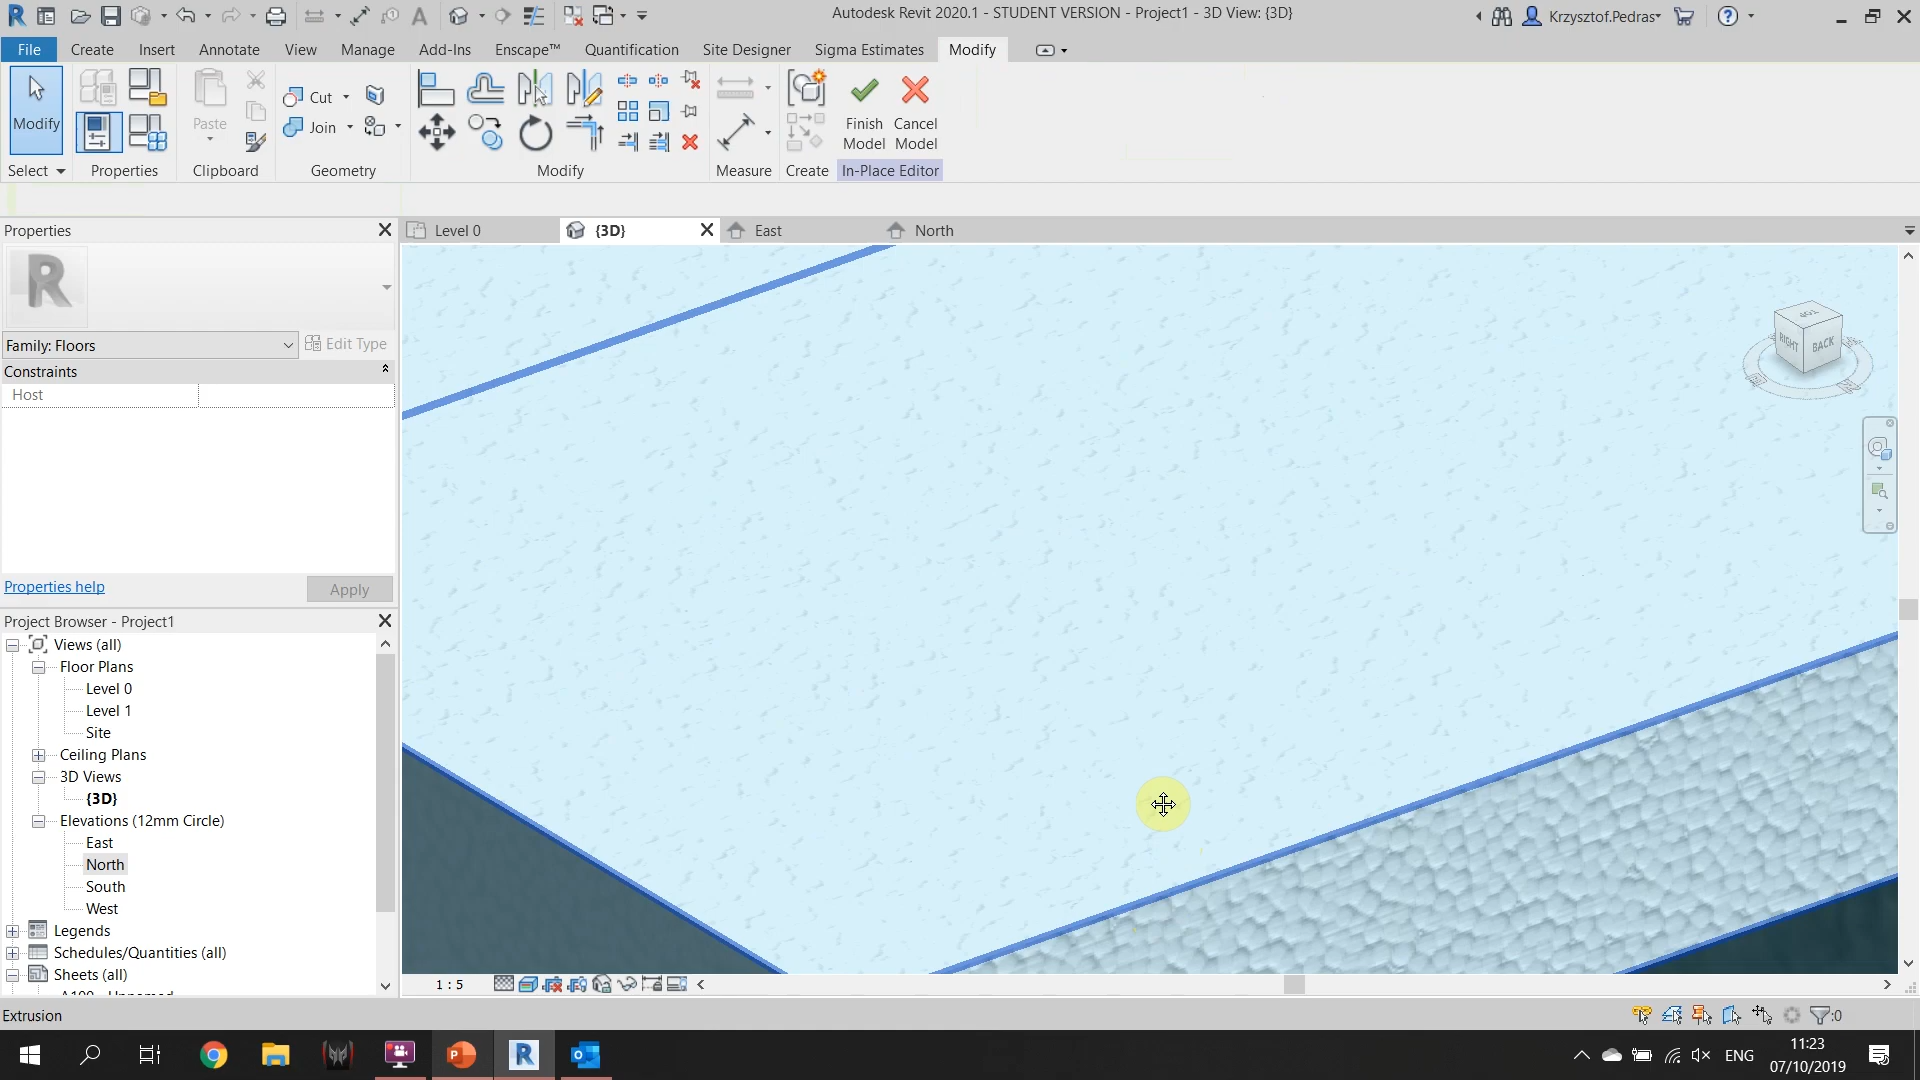 Autodesk Revit 2020.1 - STUDENT VERSION - Project1 - 3D View: {3D}
Krzysztof.Pedras
File Create Insert Annotate View Manage Add-Ins Enscape™ Quantification Site Designer Sigma Estimates Modify
Modify
Paste
Cut
Join
Finish Model
Cancel Model
Select Properties Clipboard Geometry Modify Measure Create In-Place Editor
Properties
Level 0 {3D} East North
Family: Floors
Edit Type
Constraints
Host
Properties help
Apply
Project Browser - Project1
Views (all)
Floor Plans
Level 0
Level 1
Site
Ceiling Plans
3D Views
{3D}
Elevations (12mm Circle)
East
North
South
West
Legends
Schedules/Quantities (all)
Sheets (all)
TOP
RIGHT
BACK
1 : 5
Extrusion
:0
ENG
11:23
07/10/2019